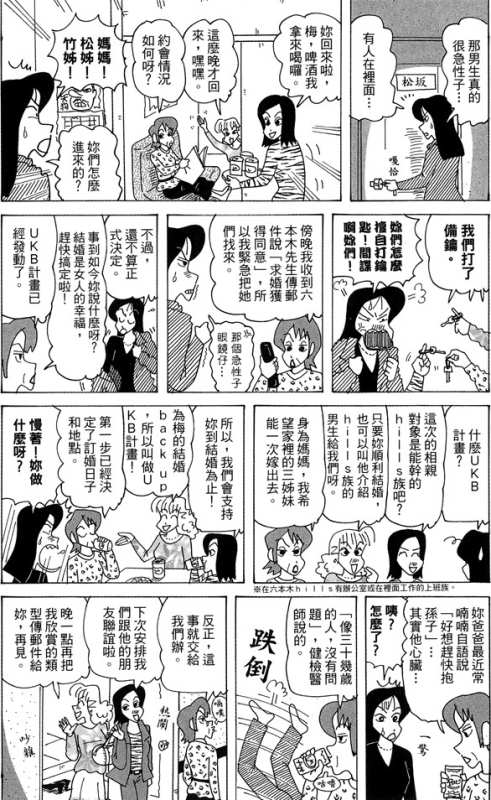 那男生真的
很急性子…
有人在裡面…
松坂
嘎恰
妳回來啦，
梅，啤酒我
拿來喝囉。
這麼晚才回
來，嘿嘿。
約會情況
如何呀？
媽媽！
松姊！
竹姊！
妳們怎麼
進來的？
我們打了
備鑰。
妳們怎麼
擅自打鑰
匙！間諜
啊妳們！
傍晚我收到六
本木先生傳郵
件說「求婚獲
得同意」，所
以我緊急把她
們找來。
那個急性子
眼鏡仔…
不過，
還不算正
式決定。
事到如今妳說什麼呀？
結婚是女人的幸福，
趕快搞定啦！
UKB計畫已
經發動了。
什麼UKB
計畫？
這次的相親
對象是能幹的
hills族吧？
只要妳順利結婚，
也可以叫他介紹
hills族的
男生給我們呀。
身為媽媽，我希
望家裡的三姊妹
能一次嫁出去。
所以，我們會支持
妳到結婚為止！
為梅的結婚
back up
，所以叫做U
KB計畫！
第一步已經決
定了訂婚日子
和地點。
慢著！妳做
什麼呀？
※在六本木hills有辦公室或在裡面工作的上班族。
妳爸爸最近常
喃喃自語說
「好想趕快抱
孫子」…
其實他心臟…
咦？
怎麼了？
一驚
「像三十幾歲
的人，沒有問
題」，健檢醫
師說的。
跌倒
咕嘟
反正，這
事就交給
我們辦。
下次安排我
們跟他的朋
友聯誼啦。
晚一點再把
我欣賞的類
型傳郵件給
妳，再見。
熱鬧
吵雜